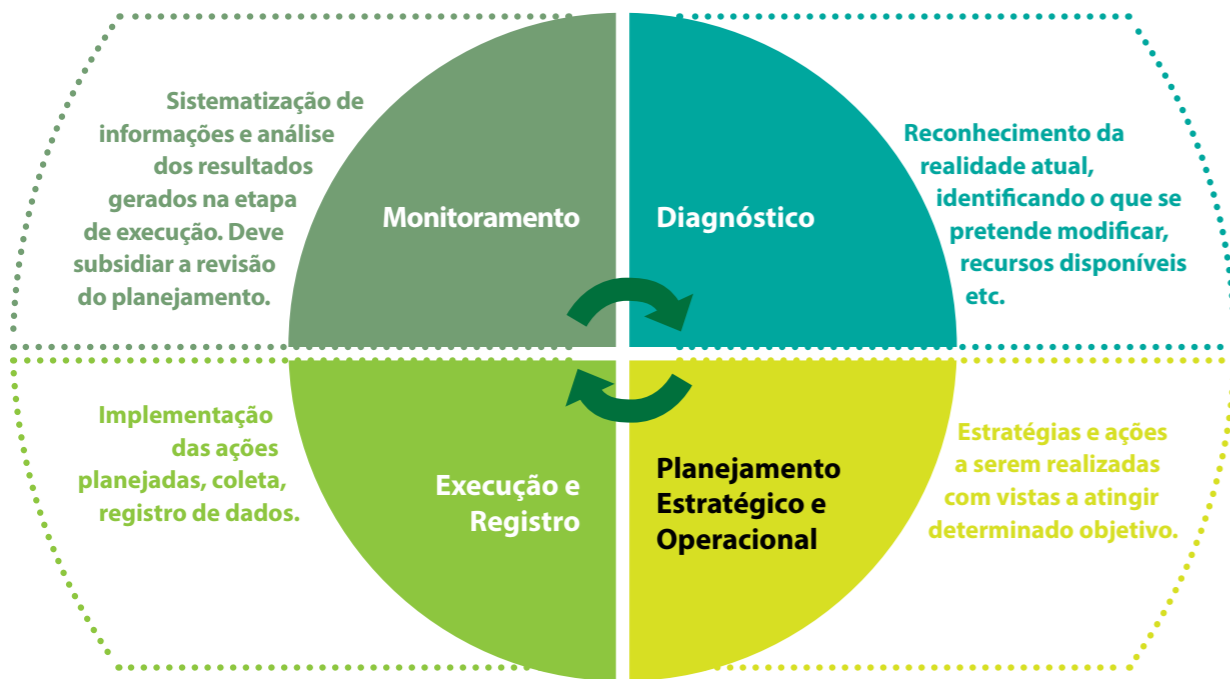 Sistematização de
informações e análise
dos resultados
gerados na etapa
de execução. Deve
subsidiar a revisão
do planejamento.
Monitoramento
Diagnóstico
Reconhecimento da
realidade atual,
identificando o que se
pretende modificar,
recursos disponíveis
etc.
Implementação
das ações
planejadas, coleta,
registro de dados.
Execução e
Registro
Planejamento
Estratégico e
Operacional
Estratégias e ações
a serem realizadas
com vistas a atingir
determinado objetivo.